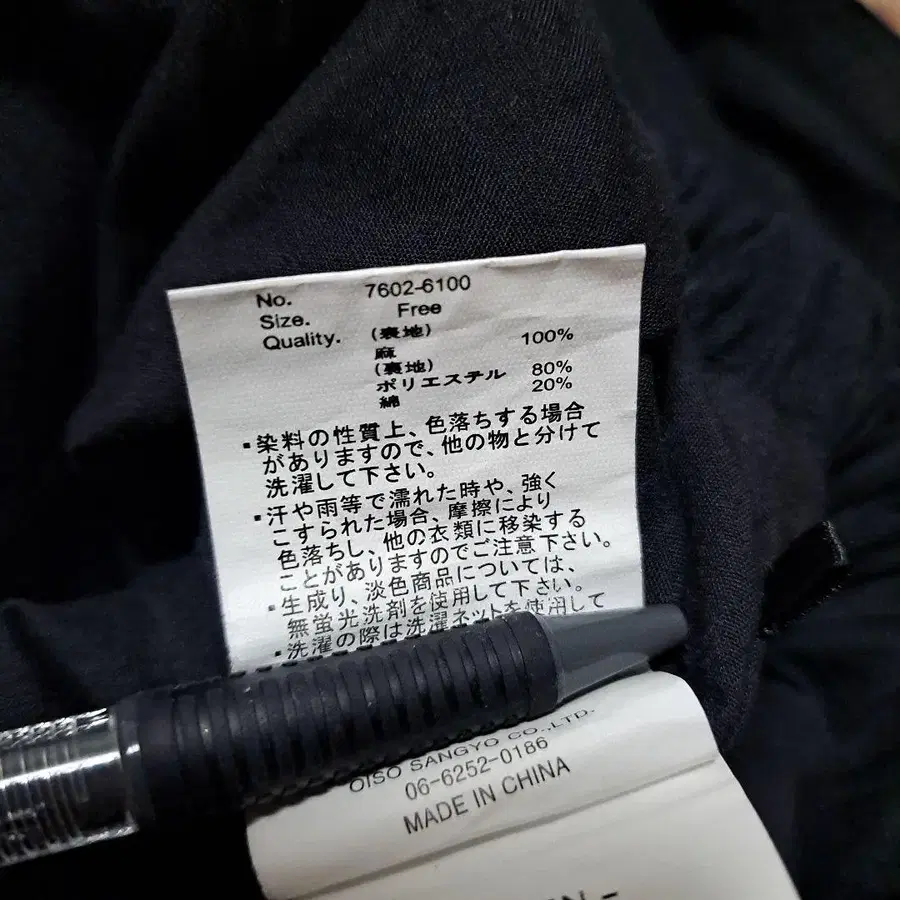 No. 7602-6100
Size. Free
Quality. (表地)
麻 100%
(裏地)
ポリエステル 80%
綿 20%
▪染料の性質上、色落ちする場合
がありますので、他の物と分けて
洗濯して下さい。
▪汗や雨等で濡れた時や、強く
こすられた場合、摩擦により
色落ちし、他の衣類に移染する
ことがありますのでご注意下さい。
▪生成り、淡色商品については、
無蛍光洗剤を使用して下さい。
▪洗濯の際は洗濯ネットを使用して
OISO SANGYO CO.,LTD.
06-6252-0186
MADE IN CHINA